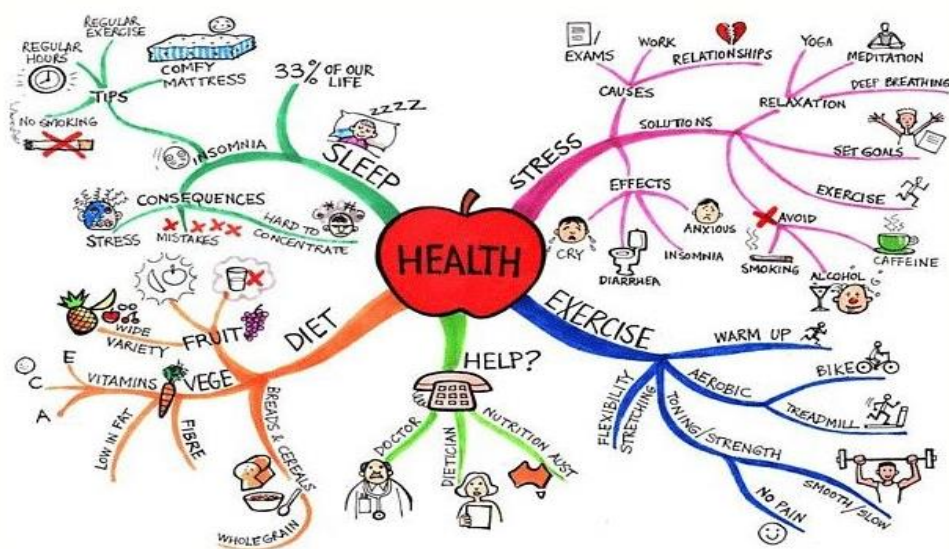 HEALTH
SLEEP
33% OF OUR
LIFE
ZZZZ
INSOMNIA
TIPS
REGULAR
HOURS
REGULAR
EXERCISE
COMFY
MATTRESS
NO SMOKING
CONSEQUENCES
STRESS
MISTAKES
HARD TO
CONCENTRATE
STRESS
CAUSES
EXAMS
WORK
RELATIONSHIPS
SOLUTIONS
RELAXATION
YOGA
MEDITATION
DEEP BREATHING
SET GOALS
EXERCISE
AVOID
SMOKING
ALCOHOL
CAFFEINE
EFFECTS
CRY
DIARRHEA
INSOMNIA
ANXIOUS
DIET
FRUIT
WIDE
VARIETY
VEGE
VITAMINS
E
C
A
LOW IN FAT
FIBRE
BREADS & CEREALS
WHOLEGRAIN
HELP?
DOCTOR
DIETICIAN
NUTRITION AUST
EXERCISE
WARM UP
AEROBIC
BIKE
TREADMILL
FLEXIBILITY
STRETCHING
TONING/STRENGTH
NO PAIN
SMOOTH/SLOW